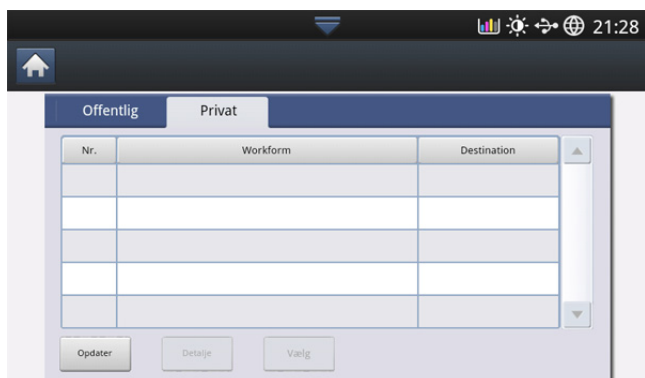 21:28
Offentlig Privat
Nr. Workform Destination
Opdater Detalje Vælg